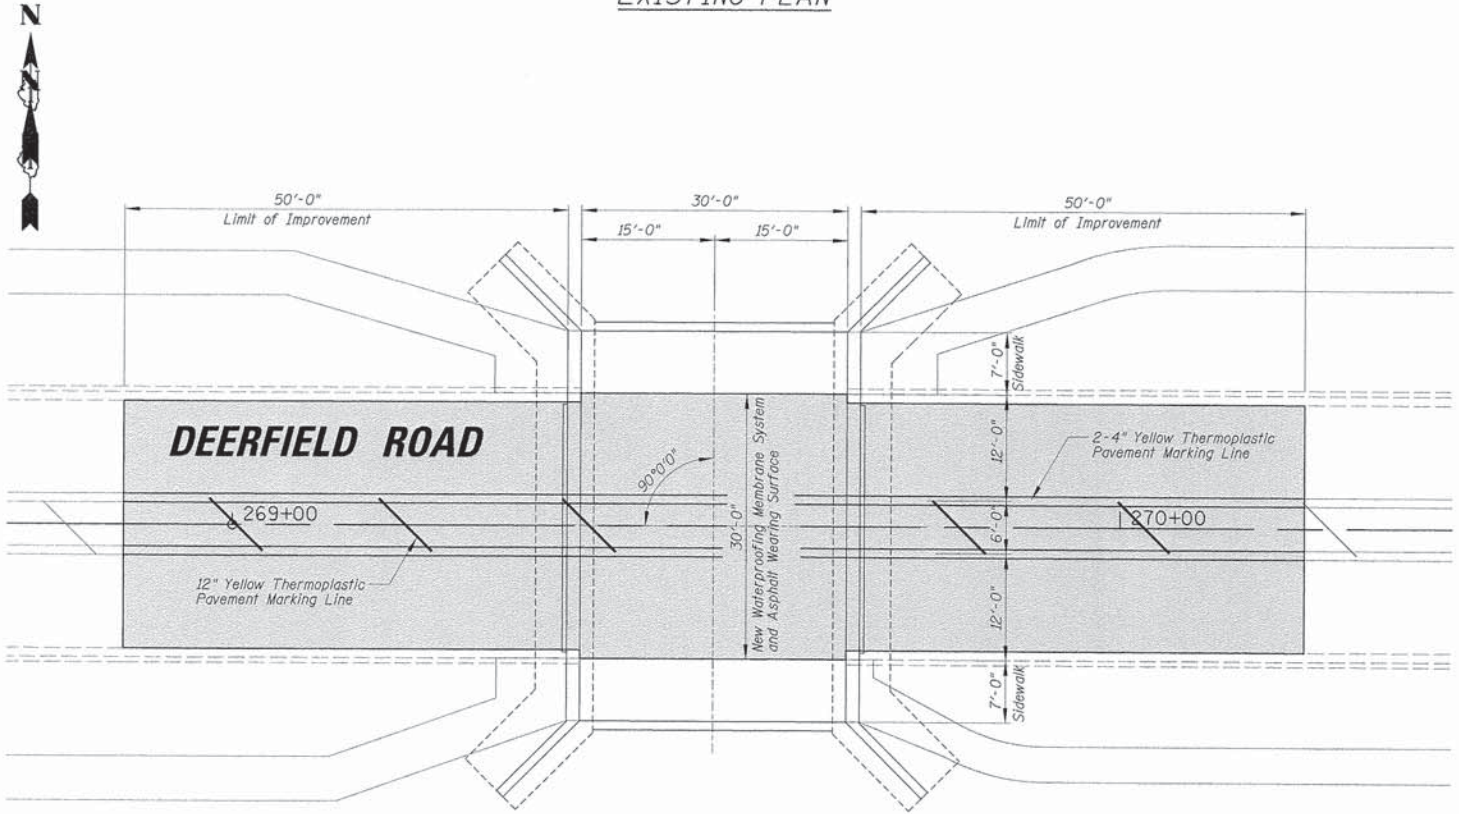 EXISTING PLAN
N
N
50'-0"
Limit of Improvement
30'-0"
15'-0"
15'-0"
50'-0"
Limit of Improvement
7'-0"
Sidewalk
DEERFIELD ROAD
90°0'0"
New Waterproofing Membrane System
and Asphalt Wearing Surface
30'-0"
12'-0"
2-4" Yellow Thermoplastic
Pavement Marking Line
269+00
6'-0"
270+00
12" Yellow Thermoplastic
Pavement Marking Line
12'-0"
7'-0"
Sidewalk